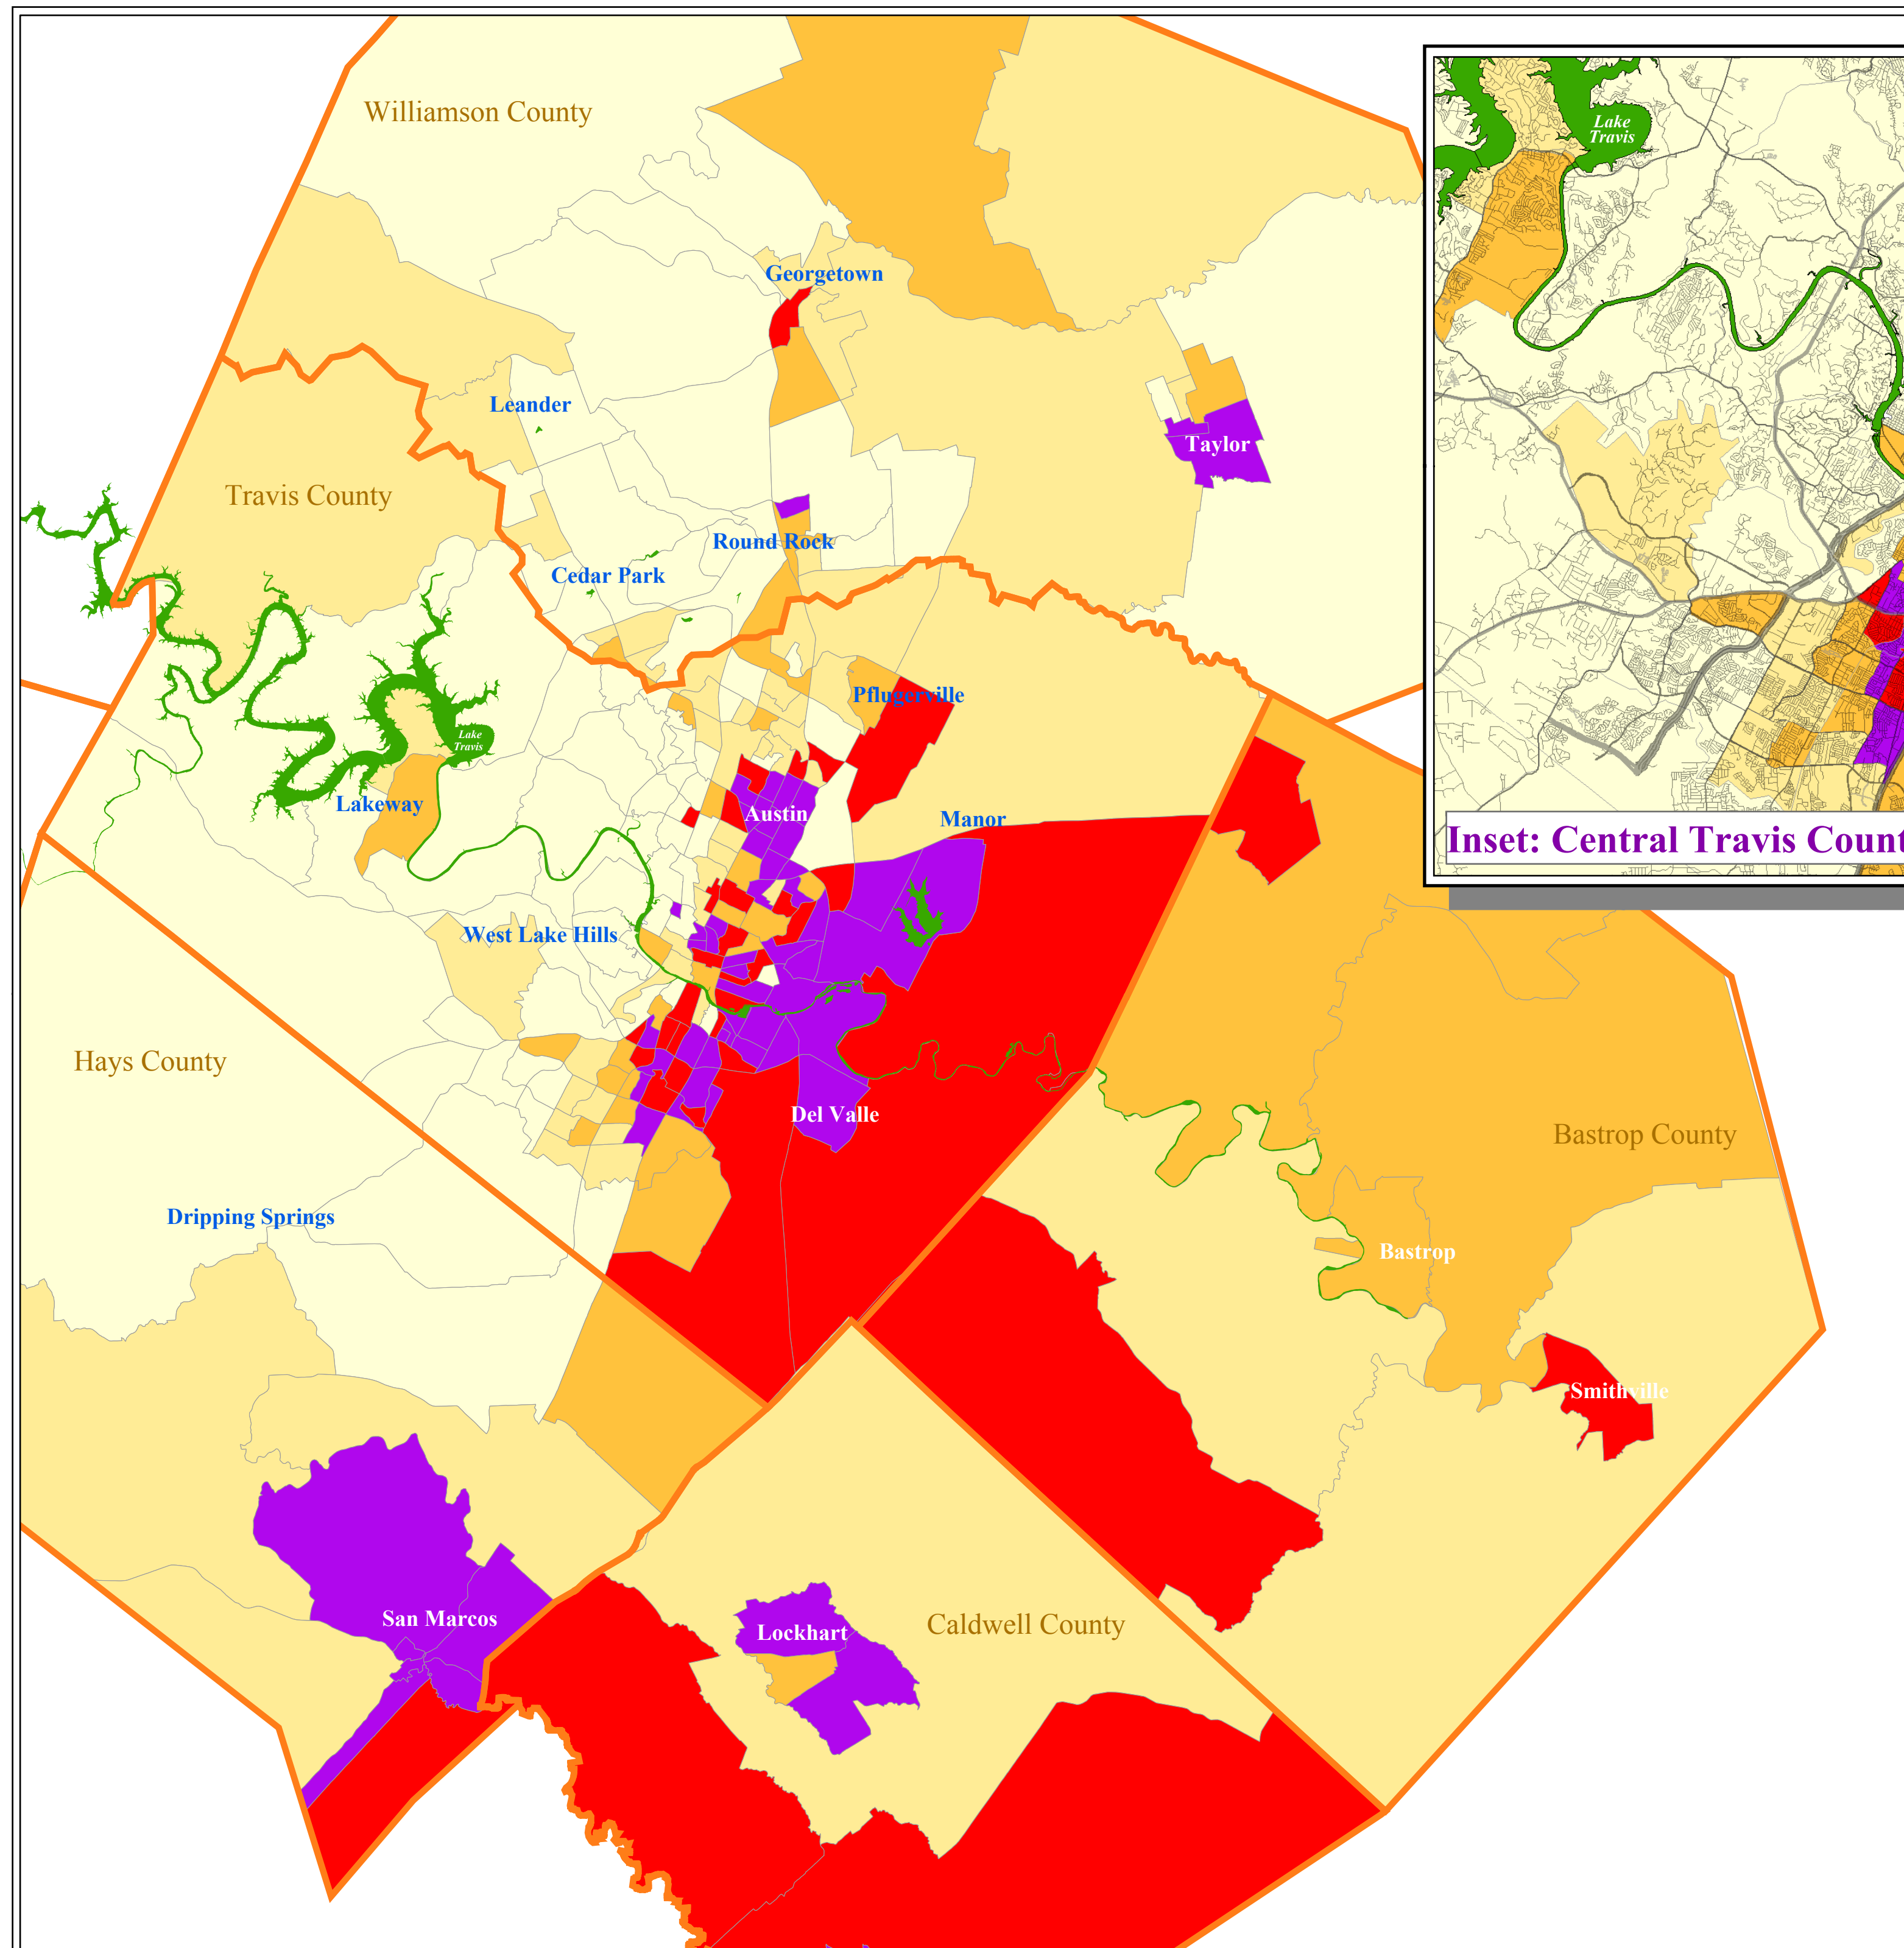 Williamson County
Lake
Travis
Georgetown
Leander
Taylor
Travis County
Round Rock
Cedar Park
Pflugerville
Lake
Travis
Lakeway
Austin
Manor
Inset: Central Travis Count
West Lake Hills
Hays County
Del Valle
Bastrop County
Dripping Springs
Bastrop
Smithville
San Marcos
Lockhart
Caldwell County